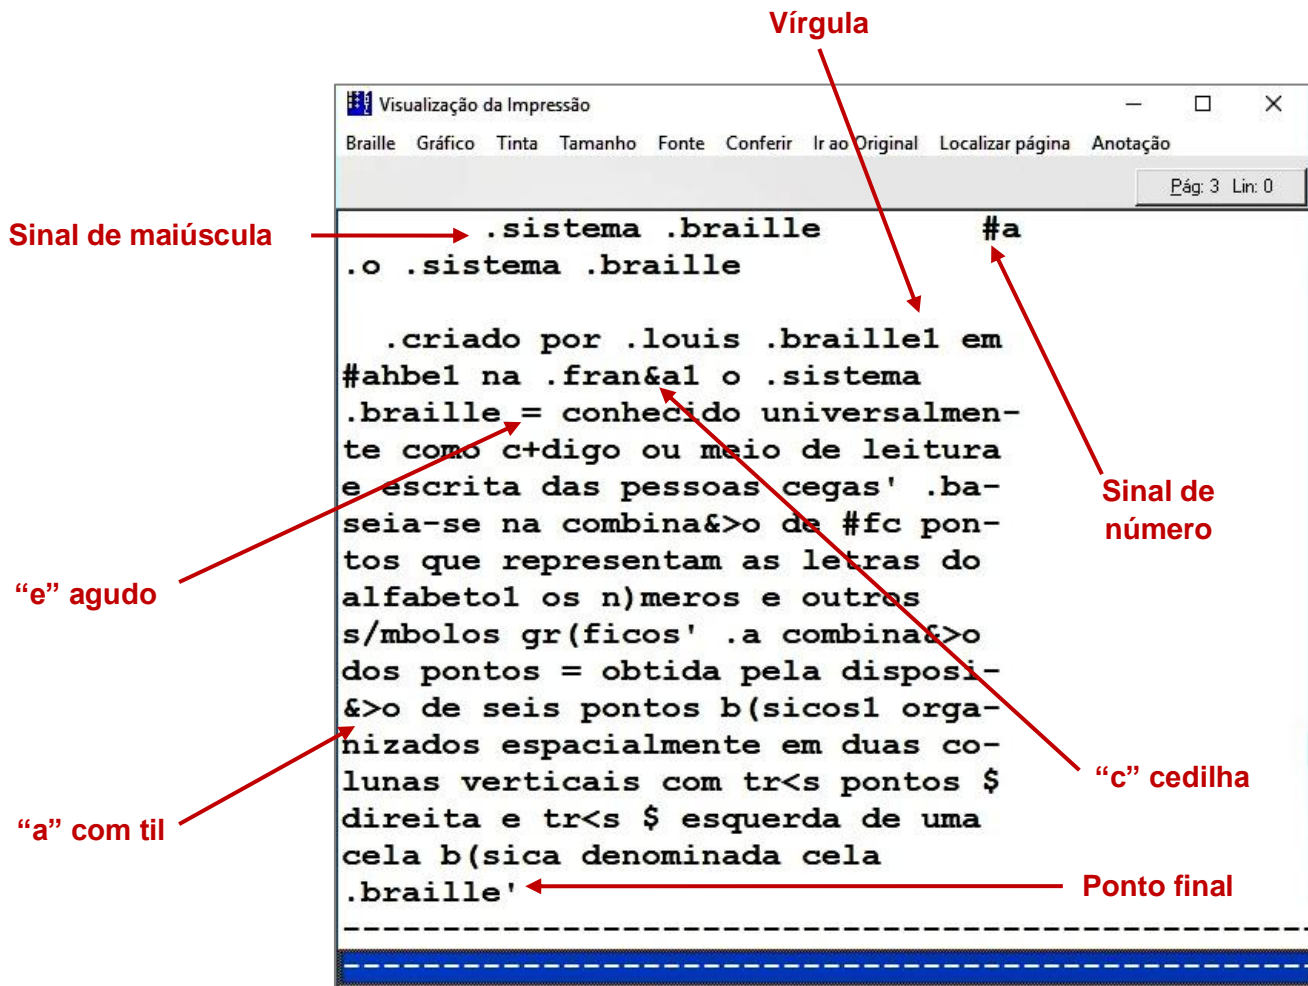 Vírgula
Visualização da Impressão
Braille Gráfico Tinta Tamanho Fonte Conferir Ir ao Original Localizar página Anotação
Pág: 3 Lin: 0
Sinal de maiúscula
.sistema .braille #a
.o .sistema .braille
.criado por .louis .braille1 em
#ahbe1 na .fran&a1 o .sistema
.braille = conhecido universalmen-
te como c+digo ou meio de leitura
e escrita das pessoas cegas' .ba-
seia-se na combina&>o de #fc pon-
tos que representam as letras do
alfabeto1 os n)meros e outros
s/mbolos gr(ficos' .a combina&>o
dos pontos = obtida pela disposi-
&>o de seis pontos b(sicos1 orga-
nizados espacialmente em duas co-
lunas verticais com tr<s pontos $
direita e tr<s $ esquerda de uma
cela b(sica denominada cela
.braille'
Sinal de
número
“e” agudo
“c” cedilha
“a” com til
Ponto final